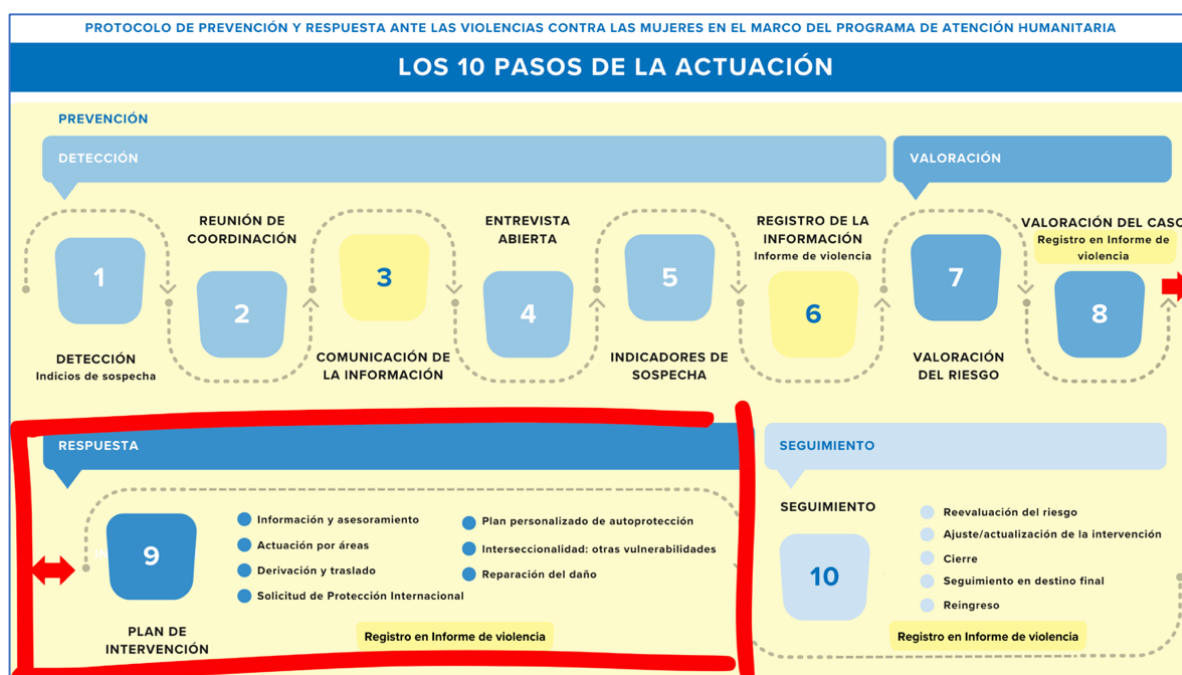 PROTOCOLO DE PREVENCIÓN Y RESPUESTA ANTE LAS VIOLENCIAS CONTRA LAS MUJERES EN EL MARCO DEL PROGRAMA DE ATENCIÓN HUMANITARIA
LOS 10 PASOS DE LA ACTUACIÓN
PREVENCIÓN
DETECCIÓN
1
DETECCIÓN
Indicios de sospecha
REUNIÓN DE
COORDINACIÓN
2
3
COMUNICACIÓN DE
LA INFORMACIÓN
ENTREVISTA
ABIERTA
4
5
INDICADORES DE
SOSPECHA
REGISTRO DE LA
INFORMACIÓN
Informe de violencia
6
VALORACIÓN
7
VALORACIÓN
DEL RIESGO
VALORACIÓN DEL CASO
Registro en Informe de
violencia
8
RESPUESTA
9
PLAN DE
INTERVENCIÓN
Información y asesoramiento
Actuación por áreas
Derivación y traslado
Solicitud de Protección Internacional
Plan personalizado de autoprotección
Interseccionalidad: otras vulnerabilidades
Reparación del daño
Registro en Informe de violencia
SEGUIMIENTO
SEGUIMIENTO
10
Reevaluación del riesgo
Ajuste/actualización de la intervención
Cierre
Seguimiento en destino final
Reingreso
Registro en Informe de violencia